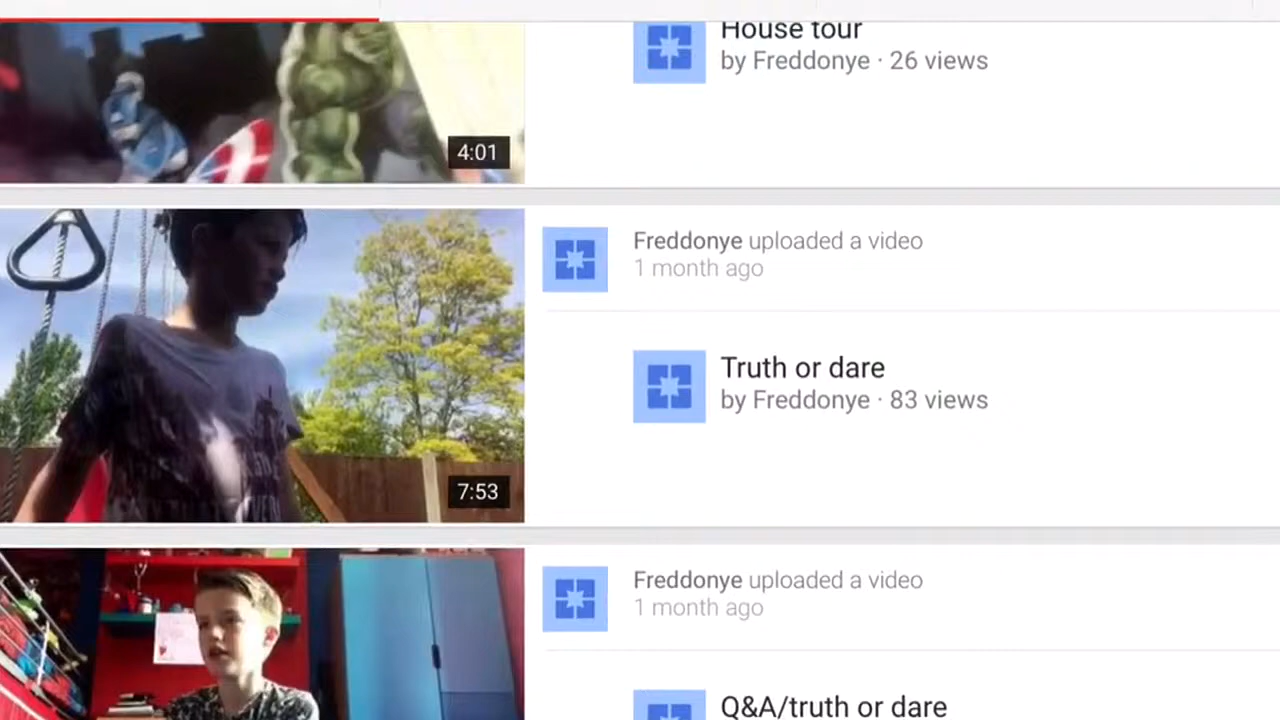 House tour
by Freddonye · 26 views
4:01
Freddonye uploaded a video
1 month ago
Truth or dare
by Freddonye · 83 views
7:53
Freddonye uploaded a video
1 month ago
Q&A/truth or dare